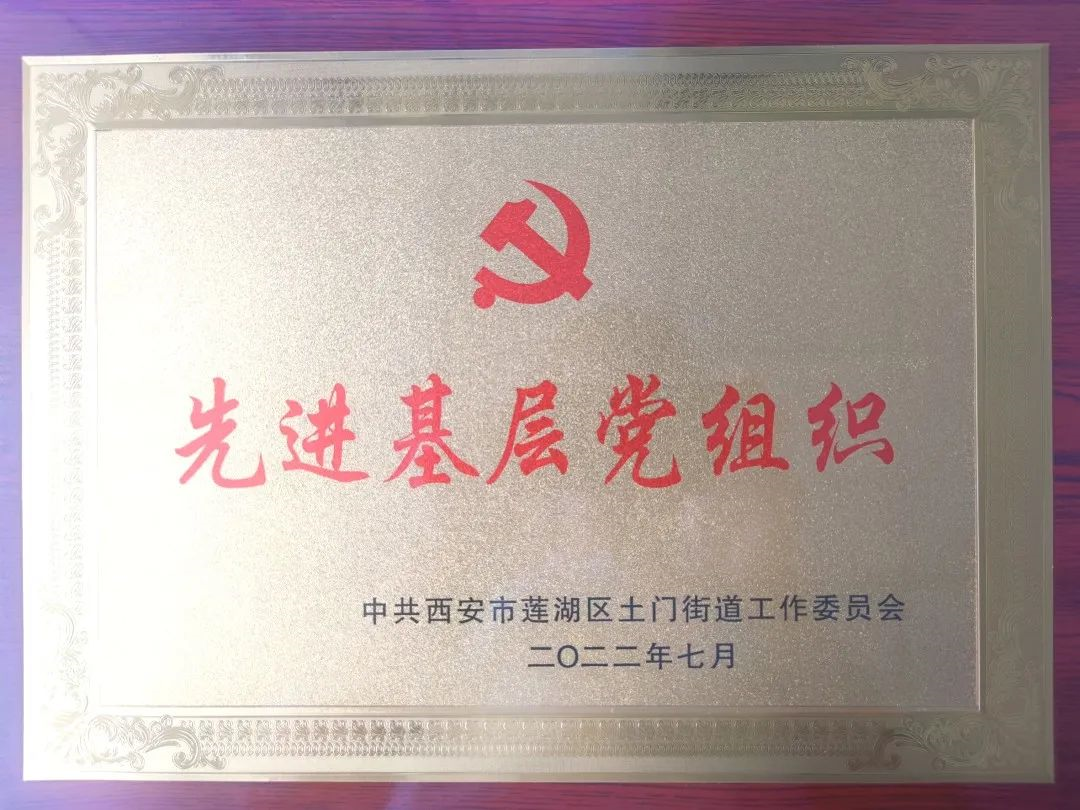 先进基层党组织
中共西安市莲湖区土门街道工作委员会
二〇二二年七月